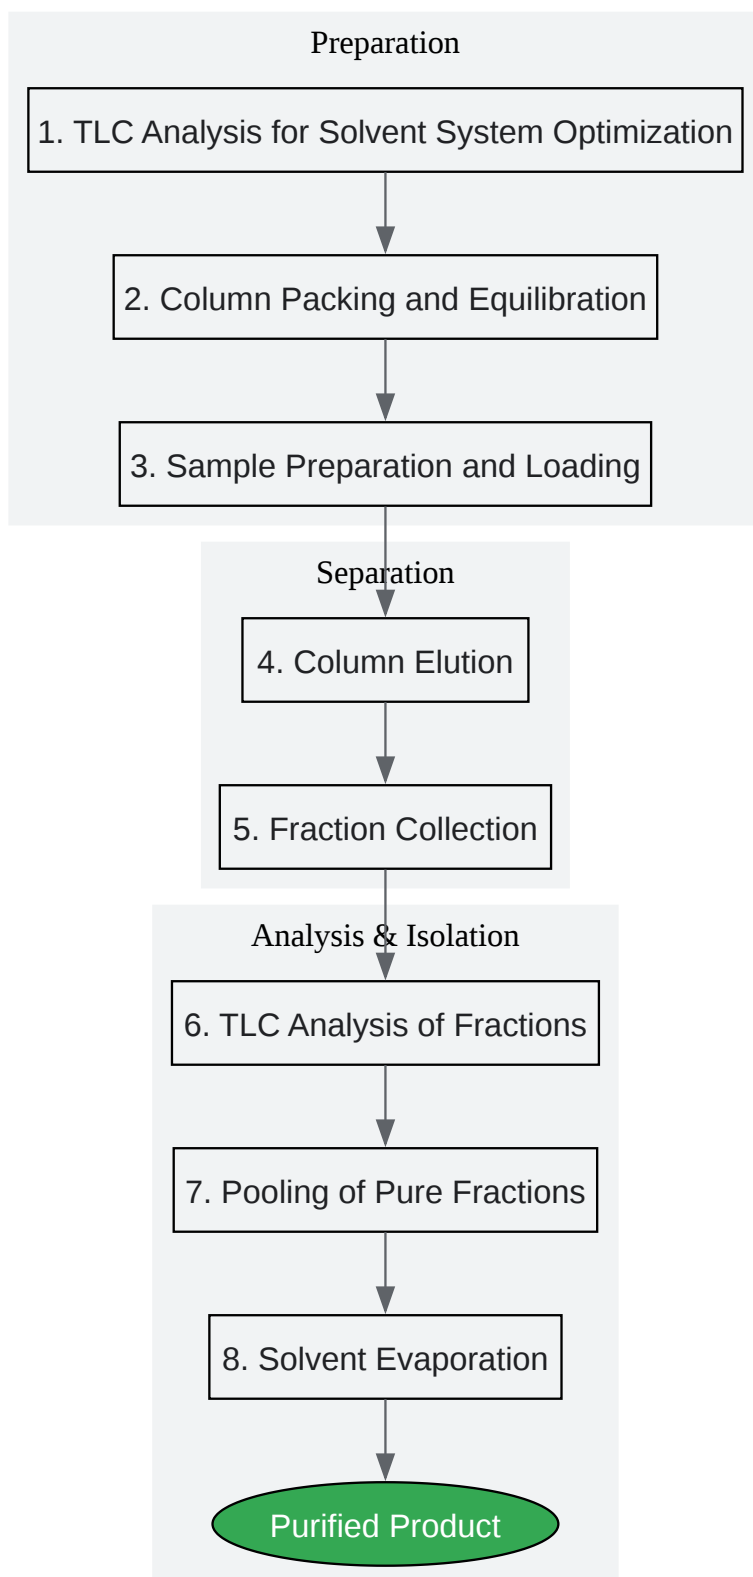 Preparation
1. TLC Analysis for Solvent System Optimization
2. Column Packing and Equilibration
3. Sample Preparation and Loading
Separation
4. Column Elution
5. Fraction Collection
Analysis & Isolation
6. TLC Analysis of Fractions
7. Pooling of Pure Fractions
8. Solvent Evaporation
Purified Product